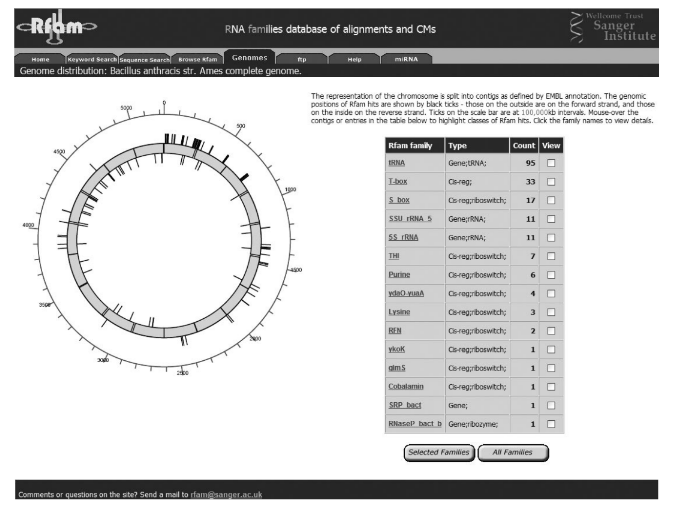 Rfam
RNA families database of alignments and CMs
Wellcome Trust
Sanger
Institute
Home Keyword Search Sequence Search Browse Rfam Genomes ftp Help miRNA
Genome distribution: Bacillus anthracis str. Ames complete genome.
The representation of the chromosome is split into contigs as defined by EMBL annotation. The genomic
positions of Rfam hits are shown by black ticks - those on the outside are on the forward strand, and those
on the inside on the reverse strand. Ticks on the scale bar are at 100,000kb intervals. Mouse-over the
contigs or entries in the table below to highlight classes of Rfam hits. Click the family names to view details.
0
500
1000
1500
2000
2500
3000
3500
4000
4500
5000
Rfam family Type Count View
tRNA Gene;tRNA; 95
T-box Cis-reg; 33
S_box Cis-reg;riboswitch; 17
SSU_rRNA_5 Gene;rRNA; 11
5S_rRNA Gene;rRNA; 11
THI Cis-reg;riboswitch; 7
Purine Cis-reg;riboswitch; 6
ydaO-yuaA Cis-reg;riboswitch; 4
Lysine Cis-reg;riboswitch; 3
RFN Cis-reg;riboswitch; 2
ykoK Cis-reg;riboswitch; 1
glmS Cis-reg;riboswitch; 1
Cobalamin Cis-reg;riboswitch; 1
SRP_bact Gene; 1
RNaseP_bact_b Gene;ribozyme; 1
Selected Families All Families
Comments or questions on the site? Send a mail to rfam@sanger.ac.uk